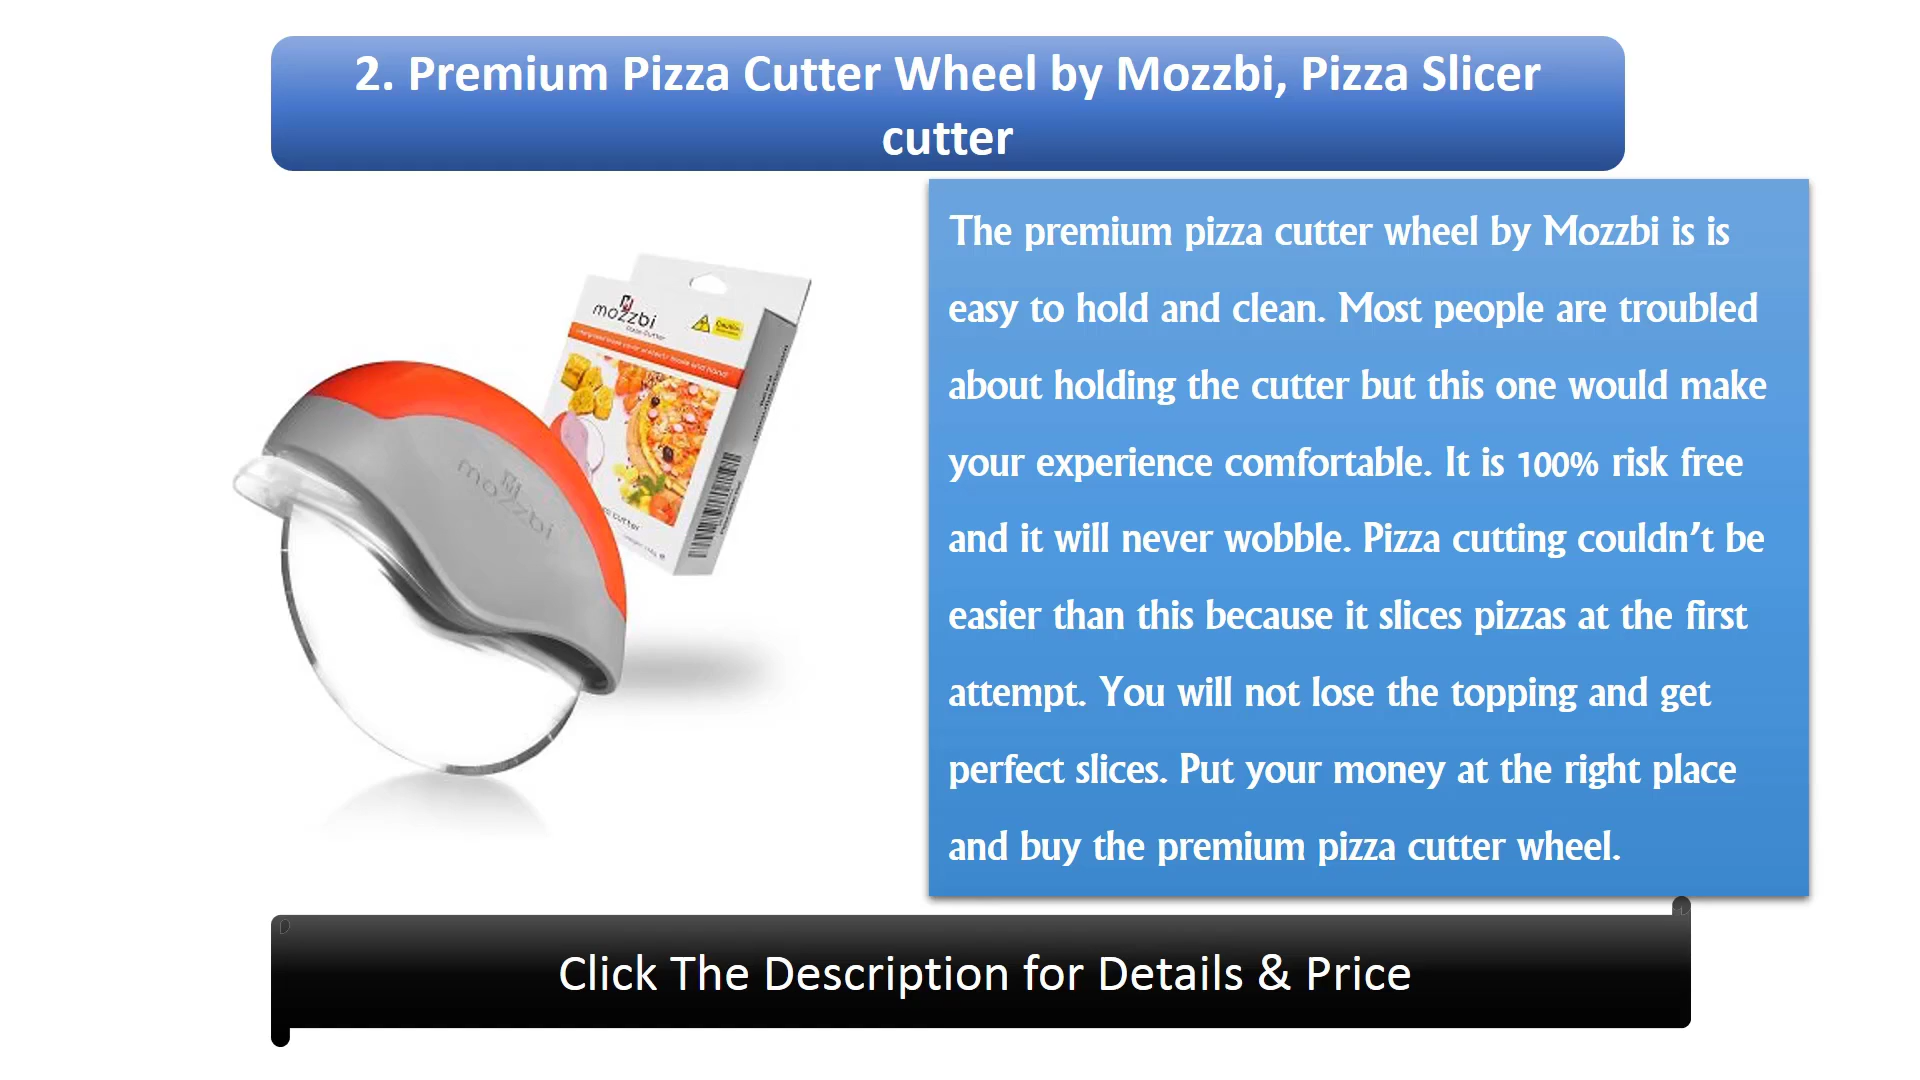 2. Premium Pizza Cutter Wheel by Mozzbi, Pizza Slicer
cutter
The premium pizza cutter wheel by Mozzbi is is
easy to hold and clean. Most people are troubled
about holding the cutter but this one would make
your experience comfortable. It is 100% risk free
and it will never wobble. Pizza cutting couldn’t be
easier than this because it slices pizzas at the first
attempt. You will not lose the topping and get
perfect slices. Put your money at the right place
and buy the premium pizza cutter wheel.
mozzbi
Caution
mozzbi
cutter
Click The Description for Details & Price